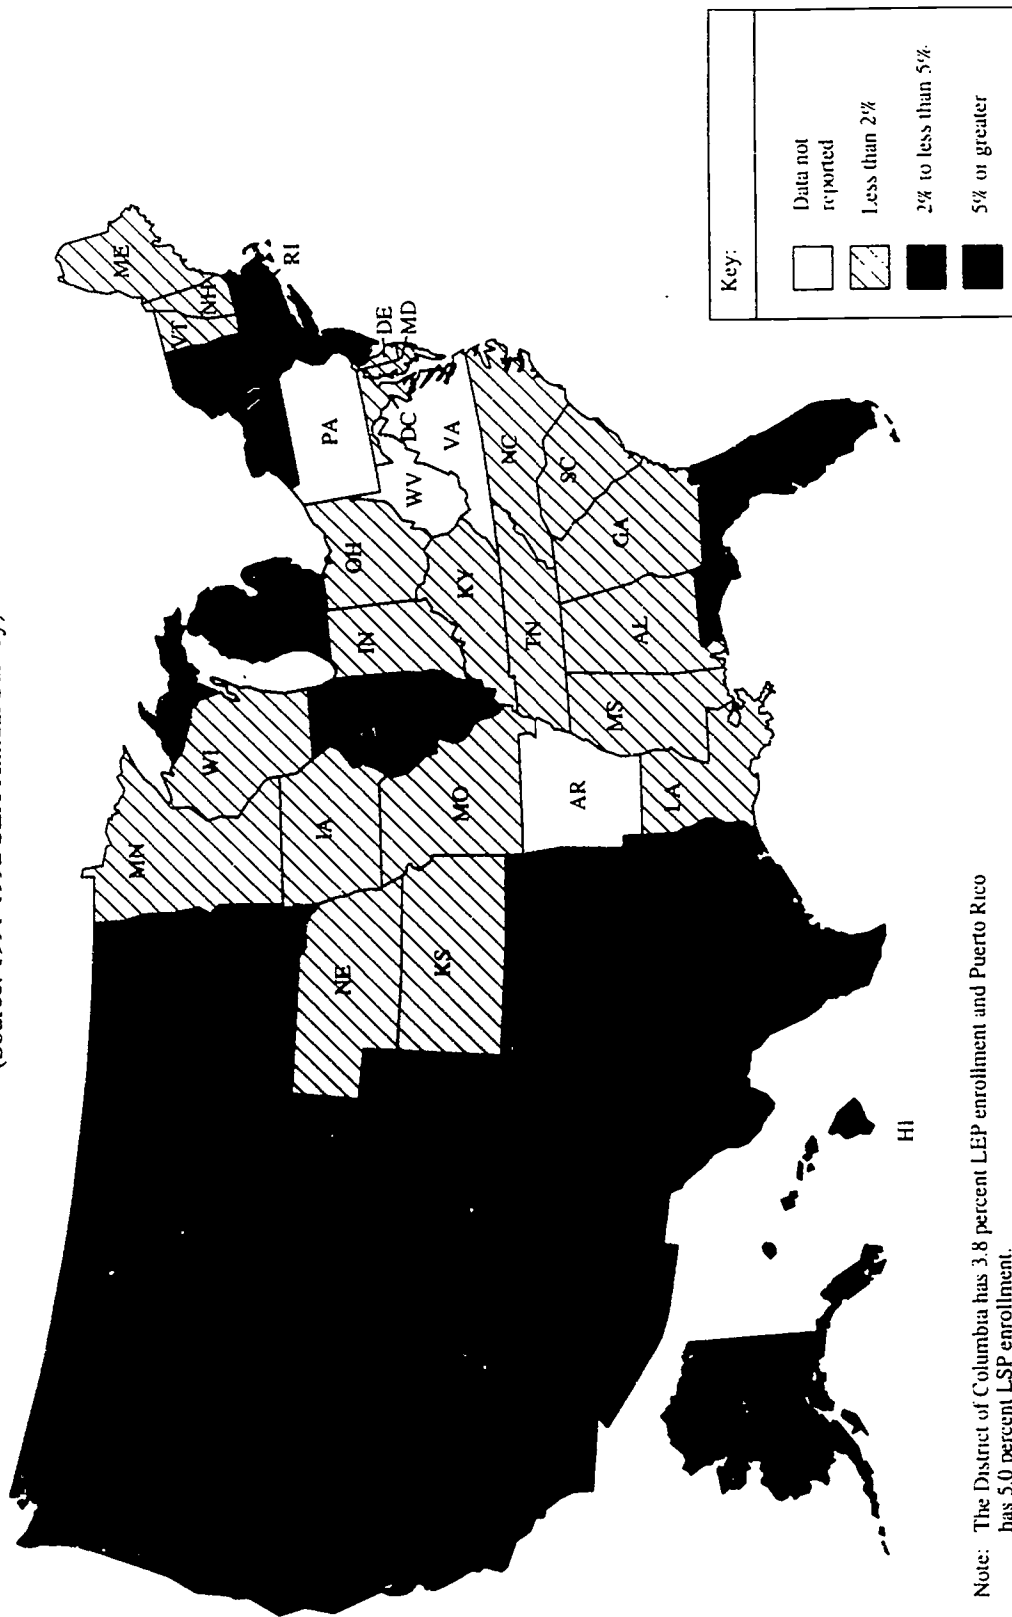 ME
VT
NH
RI
PA
DE
MD
DC
WV
VA
OH
IN
KY
NC
TN
SC
GA
AL
MS
WI
MN
IA
MO
AR
LA
NE
KS
HI
Key:
Data not
reported
Less than 2%
2% to less than 5%
5% or greater
Note: The District of Columbia has 3.8 percent LEP enrollment and Puerto Rico
has 5.0 percent LSP enrollment.